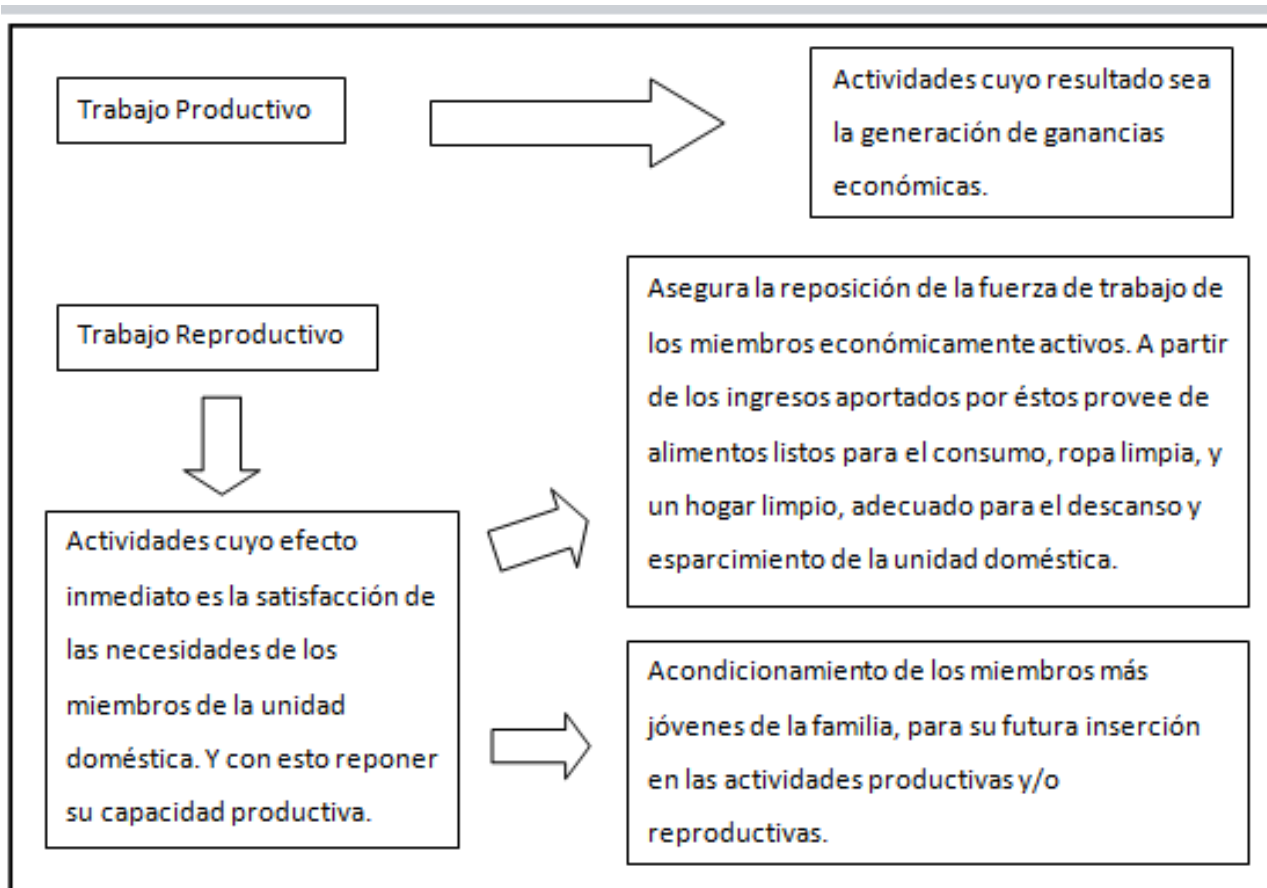 Trabajo Productivo
Actividades cuyo resultado sea
la generación de ganancias
económicas.
Trabajo Reproductivo
Actividades cuyo efecto
inmediato es la satisfacción de
las necesidades de los
miembros de la unidad
doméstica. Y con esto reponer
su capacidad productiva.
Asegura la reposición de la fuerza de trabajo de
los miembros económicamente activos. A partir
de los ingresos aportados por éstos provee de
alimentos listos para el consumo, ropa limpia, y
un hogar limpio, adecuado para el descanso y
esparcimiento de la unidad doméstica.
Acondicionamiento de los miembros más
jóvenes de la familia, para su futura inserción
en las actividades productivas y/o
reproductivas.